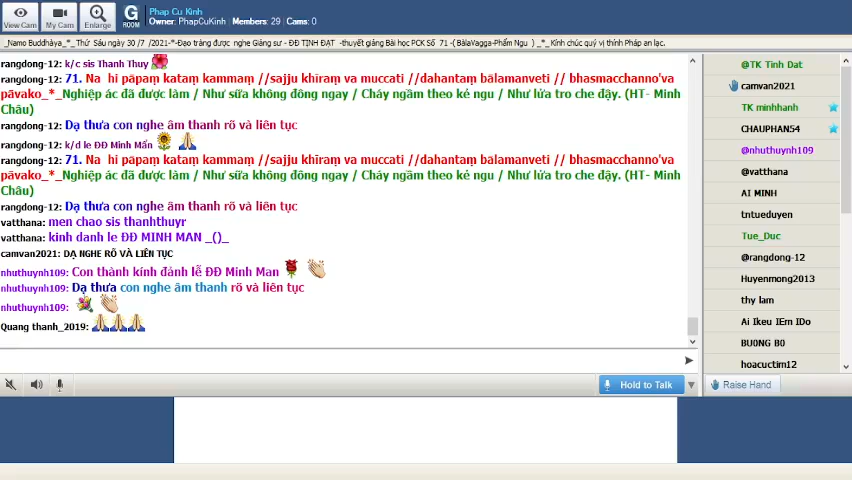 View Cam
My Cam
Enlarge
G
ROOM
Phap Cu Kinh
Owner: PhapCuKinh Members: 29 Cams: 0
_Namo Buddhàya_*_Thứ Sáu ngày 30 /7 /2021-*-Đạo tràng được nghe Giảng sư - ĐĐ TỊNH ĐẠT -thuyết giảng Bài học PCK Số 71 -( BàlaVagga-Phẩm Ngu ) _*_ Kính chúc quý vị thính Pháp an lạc.
rangdong-12: k/c sis Thanh Thuy
rangdong-12: 71. Na hi pāpaṃ kataṃ kammaṃ //sajju khīraṃ va muccati //dahantaṃ bālamanveti // bhasmacchanno'va
pāvako_*_Nghiệp ác đã được làm / Như sữa không đông ngay / Cháy ngầm theo kẻ ngu / Như lửa tro che đậy. (HT- Minh
Châu)
rangdong-12: Dạ thưa con nghe âm thanh rõ và liên tục
rangdong-12: k/d le ĐĐ Minh Mẩn
rangdong-12: 71. Na hi pāpaṃ kataṃ kammaṃ //sajju khīraṃ va muccati //dahantaṃ bālamanveti // bhasmacchanno'va
pāvako_*_Nghiệp ác đã được làm / Như sữa không đông ngay / Cháy ngầm theo kẻ ngu / Như lửa tro che đậy. (HT- Minh
Châu)
rangdong-12: Dạ thưa con nghe âm thanh rõ và liên tục
vatthana: men chao sis thanhthuyr
vatthana: kinh danh le ĐĐ MINH MAN _()_
camvan2021: DẠ NGHE RÕ VÀ LIÊN TỤC
nhuthuynh109: Con thành kính đảnh lễ ĐĐ Minh Man
nhuthuynh109: Dạ thưa con nghe âm thanh rõ và liên tục
nhuthuynh109:
Quang thanh_2019:
@TK Tinh Dat
camvan2021
TK minhhanh
CHAUPHAN54
@nhuthuynh109
@vatthana
AI MINH
tntueduyen
Tue_Duc
@rangdong-12
Huyenmong2013
thy lam
Ai Ikeu IEm IDo
BU0NG B0
hoacuctim12
Hold to Talk
Raise Hand